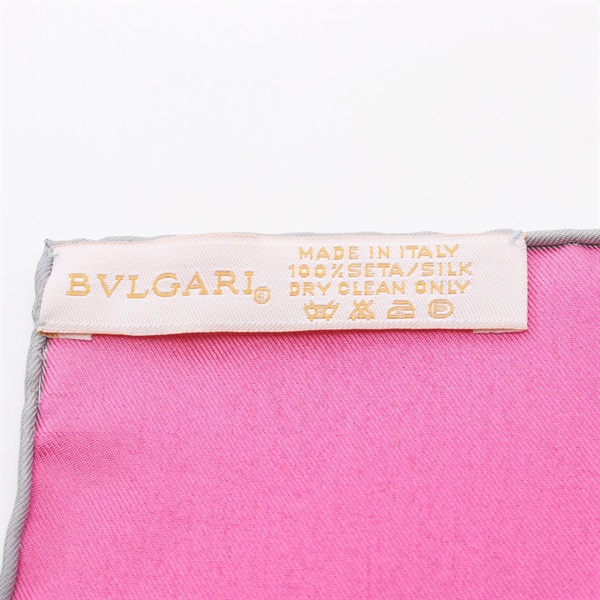 BVLGARI
MADE IN ITALY
100%SETA/SILK
DRY CLEAN ONLY